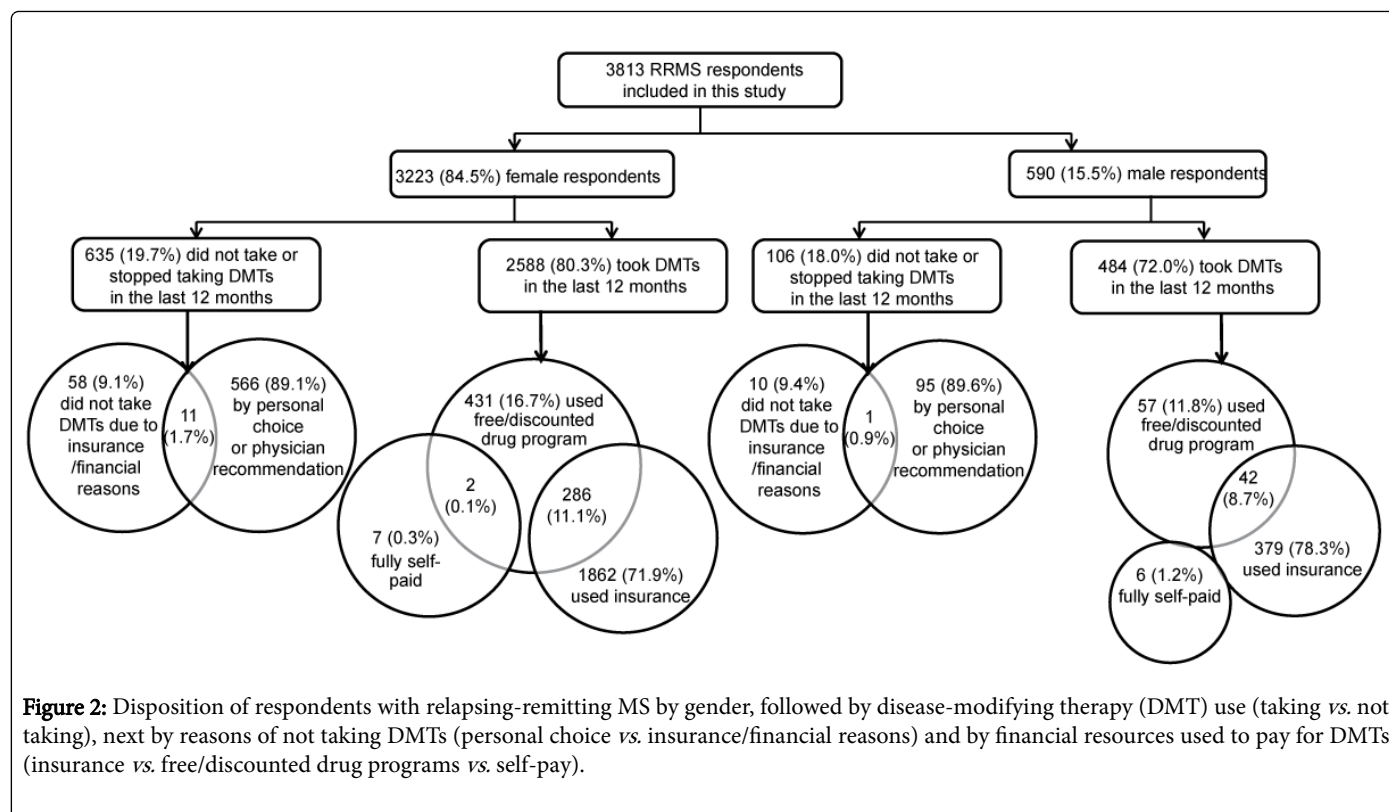 3813 RRMS respondents
included in this study
3223 (84.5%) female respondents
590 (15.5%) male respondents
635 (19.7%) did not take or
stopped taking DMTs
in the last 12 months
2588 (80.3%) took DMTs
in the last 12 months
106 (18.0%) did not take or
stopped taking DMTs
in the last 12 months
484 (72.0%) took DMTs
in the last 12 months
58 (9.1%)
did not take
DMTs due to
insurance
/financial
reasons
11
(1.7%)
566 (89.1%)
by personal
choice
or physician
recommendation
431 (16.7%) used
free/discounted
drug program
2
(0.1%)
286
(11.1%)
7 (0.3%)
fully self-
paid
1862 (71.9%)
used insurance
10 (9.4%)
did not take
DMTs due to
insurance
/financial
reasons
1
(0.9%)
95 (89.6%)
by personal
choice
or physician
recommendation
57 (11.8%) used
free/discounted
drug program
42
(8.7%)
379 (78.3%)
used insurance
6 (1.2%)
fully self-paid
Figure 2: Disposition of respondents with relapsing-remitting MS by gender, followed by disease-modifying therapy (DMT) use (taking vs. not
taking), next by reasons of not taking DMTs (personal choice vs. insurance/financial reasons) and by financial resources used to pay for DMTs
(insurance vs. free/discounted drug programs vs. self-pay).